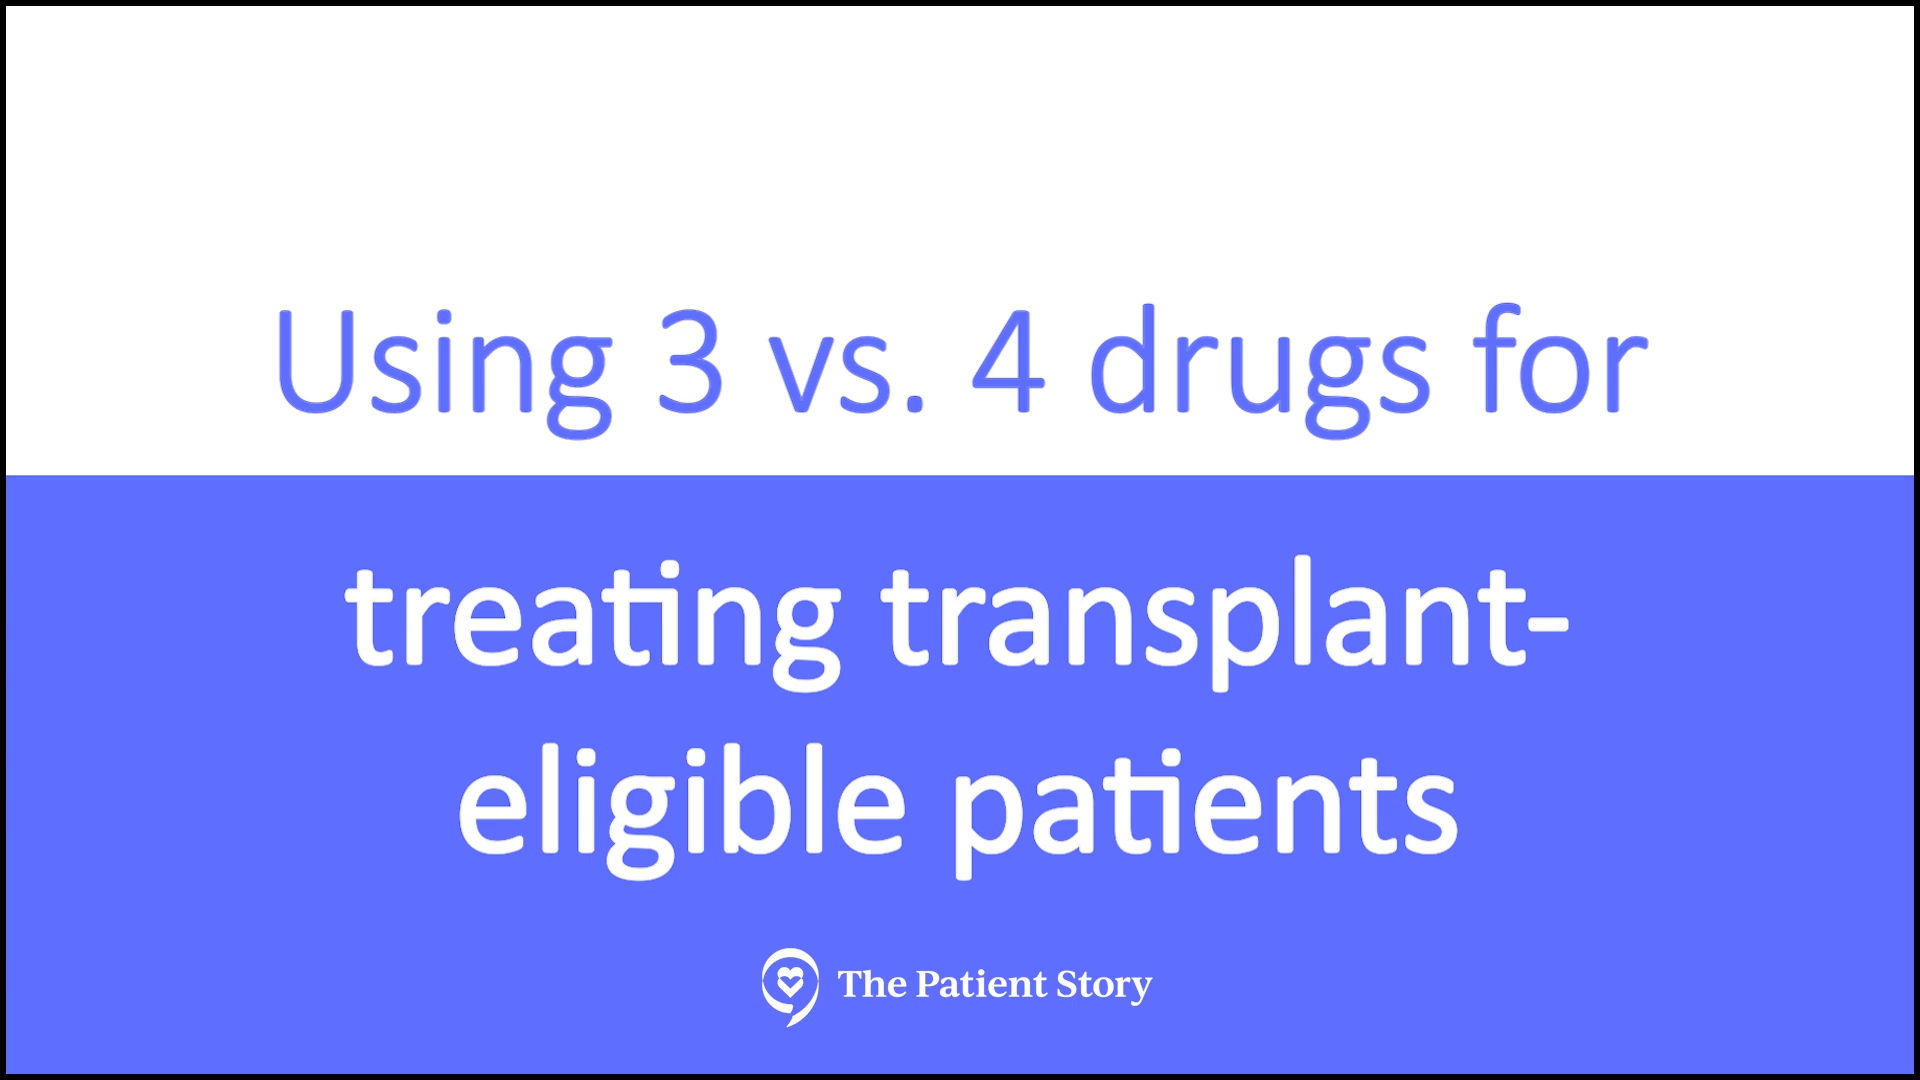 Using 3 vs. 4 drugs for
treating transplant-
eligible patients
The Patient Story